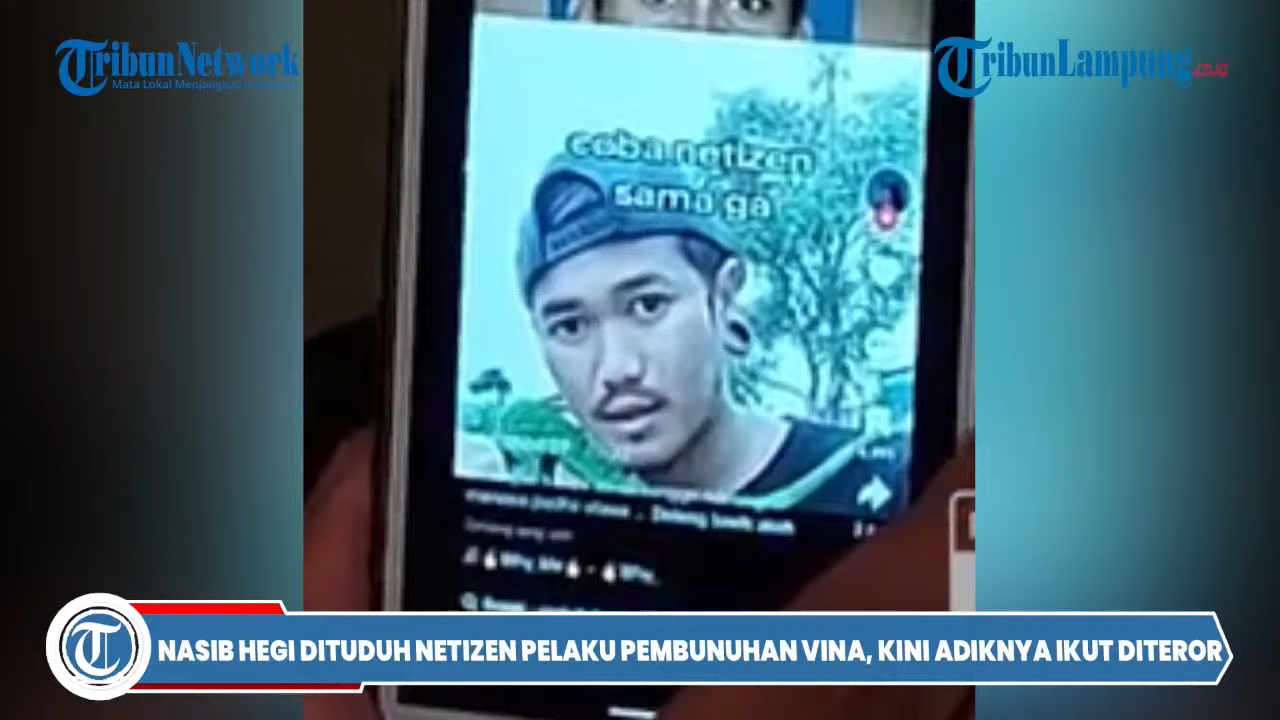 TribunNetwork
Mata Lokal Menjangkau Indonesia
TribunLampung.co.id
coba netizen
sama ga
NASIB HEGI DITUDUH NETIZEN PELAKU PEMBUNUHAN VINA, KINI ADIKNYA IKUT DITEROR